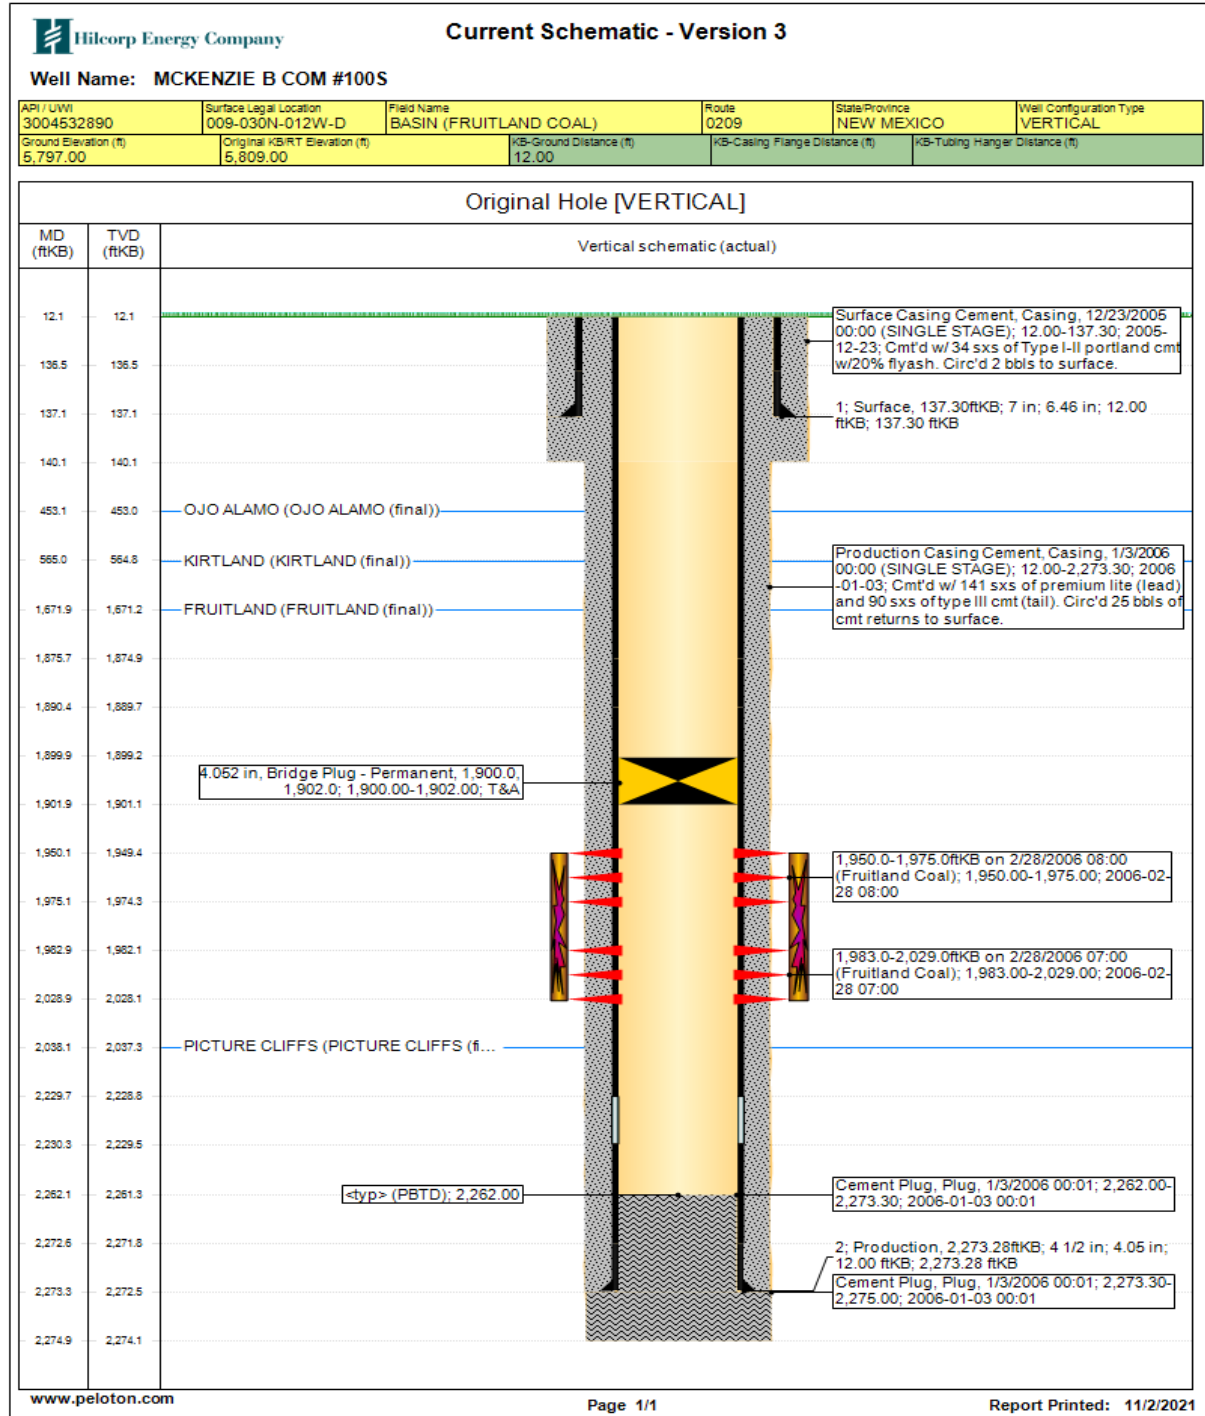 Hilcorp Energy Company
Current Schematic - Version 3
Well Name: MCKENZIE B COM #100S
API / UWI
3004532890
Surface Legal Location
009-030N-012W-D
Field Name
BASIN (FRUITLAND COAL)
Route
0209
State/Province
NEW MEXICO
Well Configuration Type
VERTICAL
Ground Elevation (ft)
5,797.00
Original KB/RT Elevation (ft)
5,809.00
KB-Ground Distance (ft)
12.00
KB-Casing Flange Distance (ft)
KB-Tubing Hanger Distance (ft)
Original Hole [VERTICAL]
MD
(ftKB)
TVD
(ftKB)
Vertical schematic (actual)
12.1 12.1
Surface Casing Cement, Casing, 12/23/2005
00:00 (SINGLE STAGE); 12.00-137.30; 2005-
12-23; Cmt'd w/ 34 sxs of Type I-II portland cmt
w/20% flyash. Circ'd 2 bbls to surface.
136.5 136.5
137.1 137.1
1; Surface, 137.30ftKB; 7 in; 6.46 in; 12.00
ftKB; 137.30 ftKB
140.1 140.1
453.1 453.0 OJO ALAMO (OJO ALAMO (final))
565.0 564.8 KIRTLAND (KIRTLAND (final))
Production Casing Cement, Casing, 1/3/2006
00:00 (SINGLE STAGE); 12.00-2,273.30; 2006
-01-03; Cmt'd w/ 141 sxs of premium lite (lead)
and 90 sxs of type III cmt (tail). Circ'd 25 bbls of
cmt returns to surface.
1,671.9 1,671.2 FRUITLAND (FRUITLAND (final))
1,875.7 1,874.9
1,890.4 1,889.7
1,899.9 1,899.2
4.052 in, Bridge Plug - Permanent, 1,900.0,
1,902.0; 1,900.00-1,902.00; T&A
1,901.9 1,901.1
1,950.1 1,949.4
1,950.0-1,975.0ftKB on 2/28/2006 08:00
(Fruitland Coal); 1,950.00-1,975.00; 2006-02-
28 08:00
1,975.1 1,974.3
1,982.9 1,982.1
1,983.0-2,029.0ftKB on 2/28/2006 07:00
(Fruitland Coal); 1,983.00-2,029.00; 2006-02-
28 07:00
2,028.9 2,028.1
2,038.1 2,037.3 PICTURE CLIFFS (PICTURE CLIFFS (fi...
2,229.7 2,228.8
2,230.3 2,229.5
2,262.1 2,261.3
<typ> (PBTD); 2,262.00
Cement Plug, Plug, 1/3/2006 00:01; 2,262.00-
2,273.30; 2006-01-03 00:01
2,272.6 2,271.8
2; Production, 2,273.28ftKB; 4 1/2 in; 4.05 in;
12.00 ftKB; 2,273.28 ftKB
2,273.3 2,272.5
Cement Plug, Plug, 1/3/2006 00:01; 2,273.30-
2,275.00; 2006-01-03 00:01
2,274.9 2,274.1
www.peloton.com
Page 1/1
Report Printed: 11/2/2021